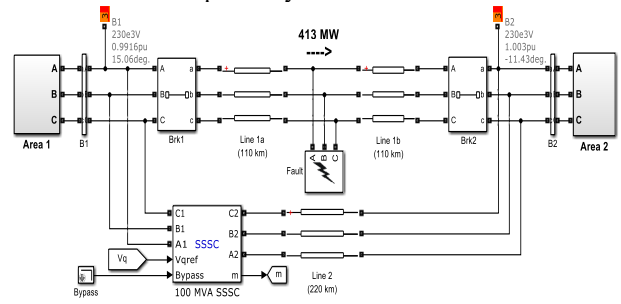 B1
230e3V
0.9916pu
15.06deg.
413 MW
---->
B2
230e3V
1.003pu
-11.43deg.
A
B
C
Area 1
B1
A
B
C
a
b
c
Brk1
Line 1a
(110 km)
A
B
C
Fault
Line 1b
(110 km)
A
B
C
a
b
c
Brk2
B2
A
B
C
Area 2
C1
B1
A1
SSSC
Vqref
Bypass
C2
B2
A2
m
Vq
Bypass
m
100 MVA SSSC
Line 2
(220 km)